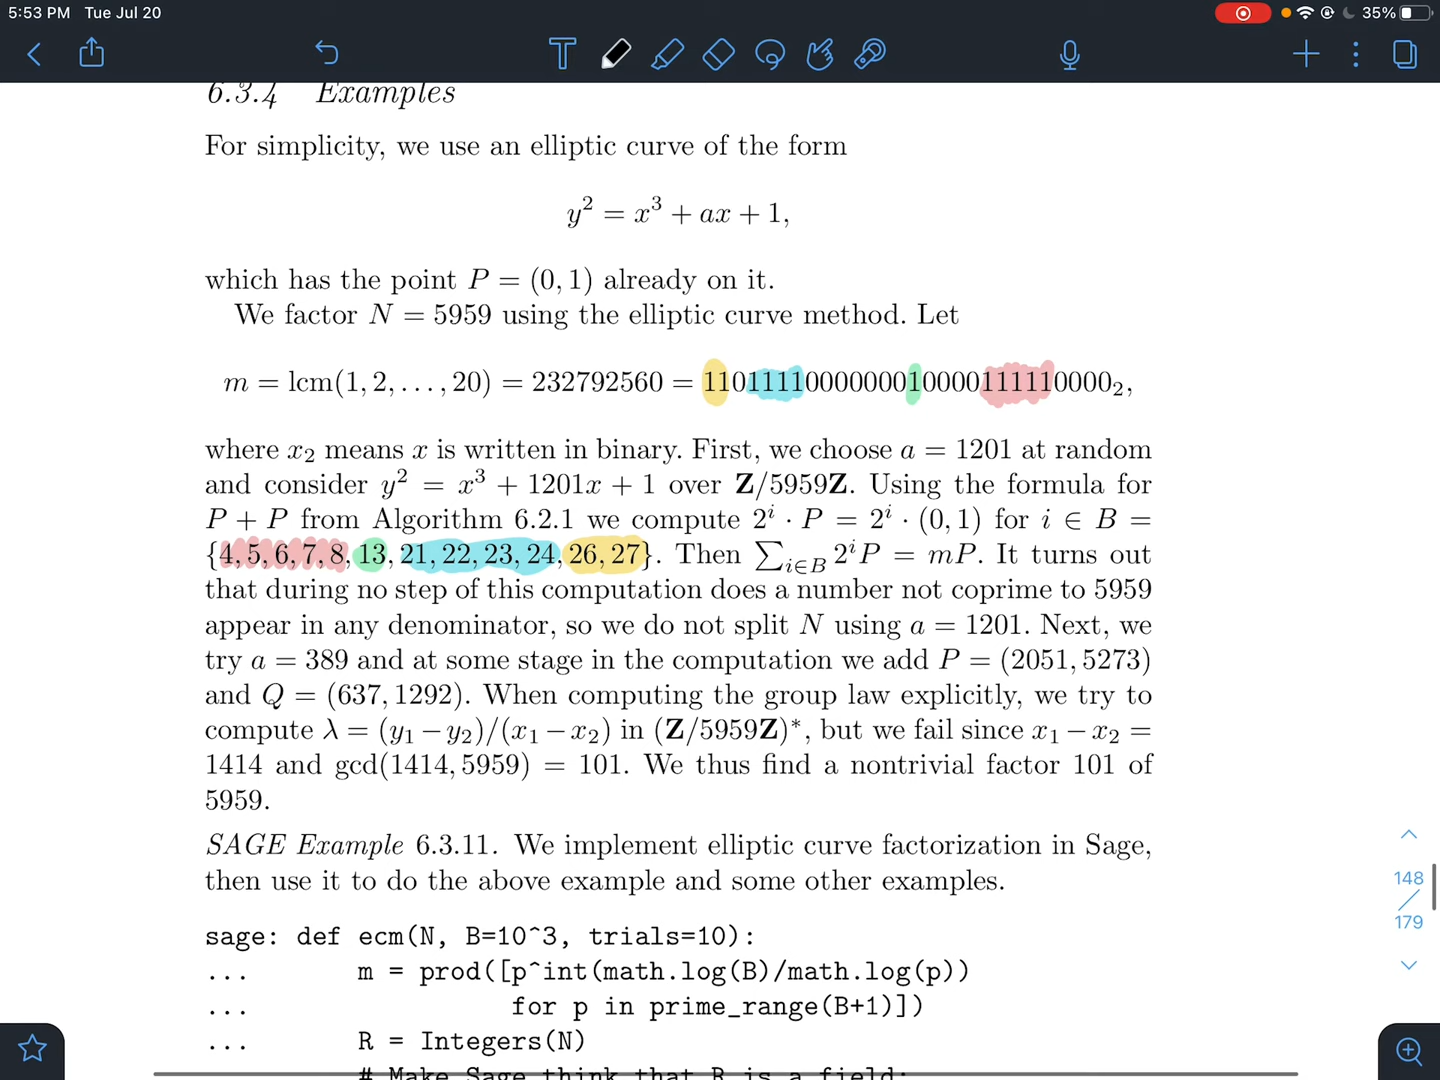 5:53 PM Tue Jul 20 35%
6.3.4 Examples
For simplicity, we use an elliptic curve of the form
y² = x³ + ax + 1,
which has the point P = (0, 1) already on it.
We factor N = 5959 using the elliptic curve method. Let
m = lcm(1, 2, . . . , 20) = 232792560 = 1101111000000010000111110000₂,
where x₂ means x is written in binary. First, we choose a = 1201 at random
and consider y² = x³ + 1201x + 1 over Z/5959Z. Using the formula for
P + P from Algorithm 6.2.1 we compute 2ⁱ · P = 2ⁱ · (0, 1) for i ∈ B =
{4, 5, 6, 7, 8, 13, 21, 22, 23, 24, 26, 27}. Then ∑i∈B 2ⁱP = mP. It turns out
that during no step of this computation does a number not coprime to 5959
appear in any denominator, so we do not split N using a = 1201. Next, we
try a = 389 and at some stage in the computation we add P = (2051, 5273)
and Q = (637, 1292). When computing the group law explicitly, we try to
compute λ = (y₁ − y₂)/(x₁ − x₂) in (Z/5959Z)*, but we fail since x₁ − x₂ =
1414 and gcd(1414, 5959) = 101. We thus find a nontrivial factor 101 of
5959.
SAGE Example 6.3.11. We implement elliptic curve factorization in Sage,
then use it to do the above example and some other examples.
sage: def ecm(N, B=10^3, trials=10):
... m = prod([p^int(math.log(B)/math.log(p))
... for p in prime_range(B+1)])
... R = Integers(N)
# Make Sage think that R is a field:
148
179